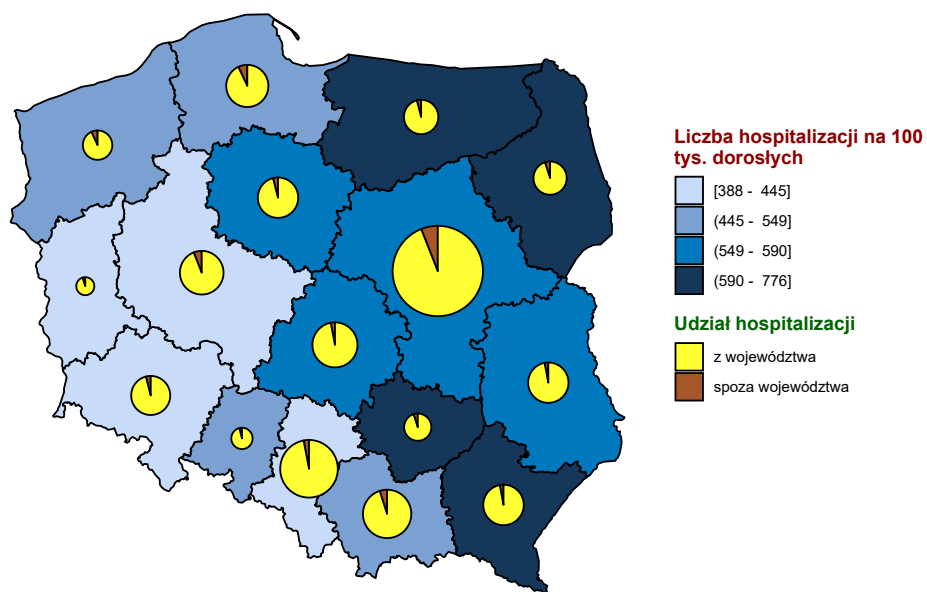 Liczba hospitalizacji na 100
tys. dorosłych
[388 - 445]
(445 - 549]
(549 - 590]
(590 - 776]
Udział hospitalizacji
z województwa
spoza województwa